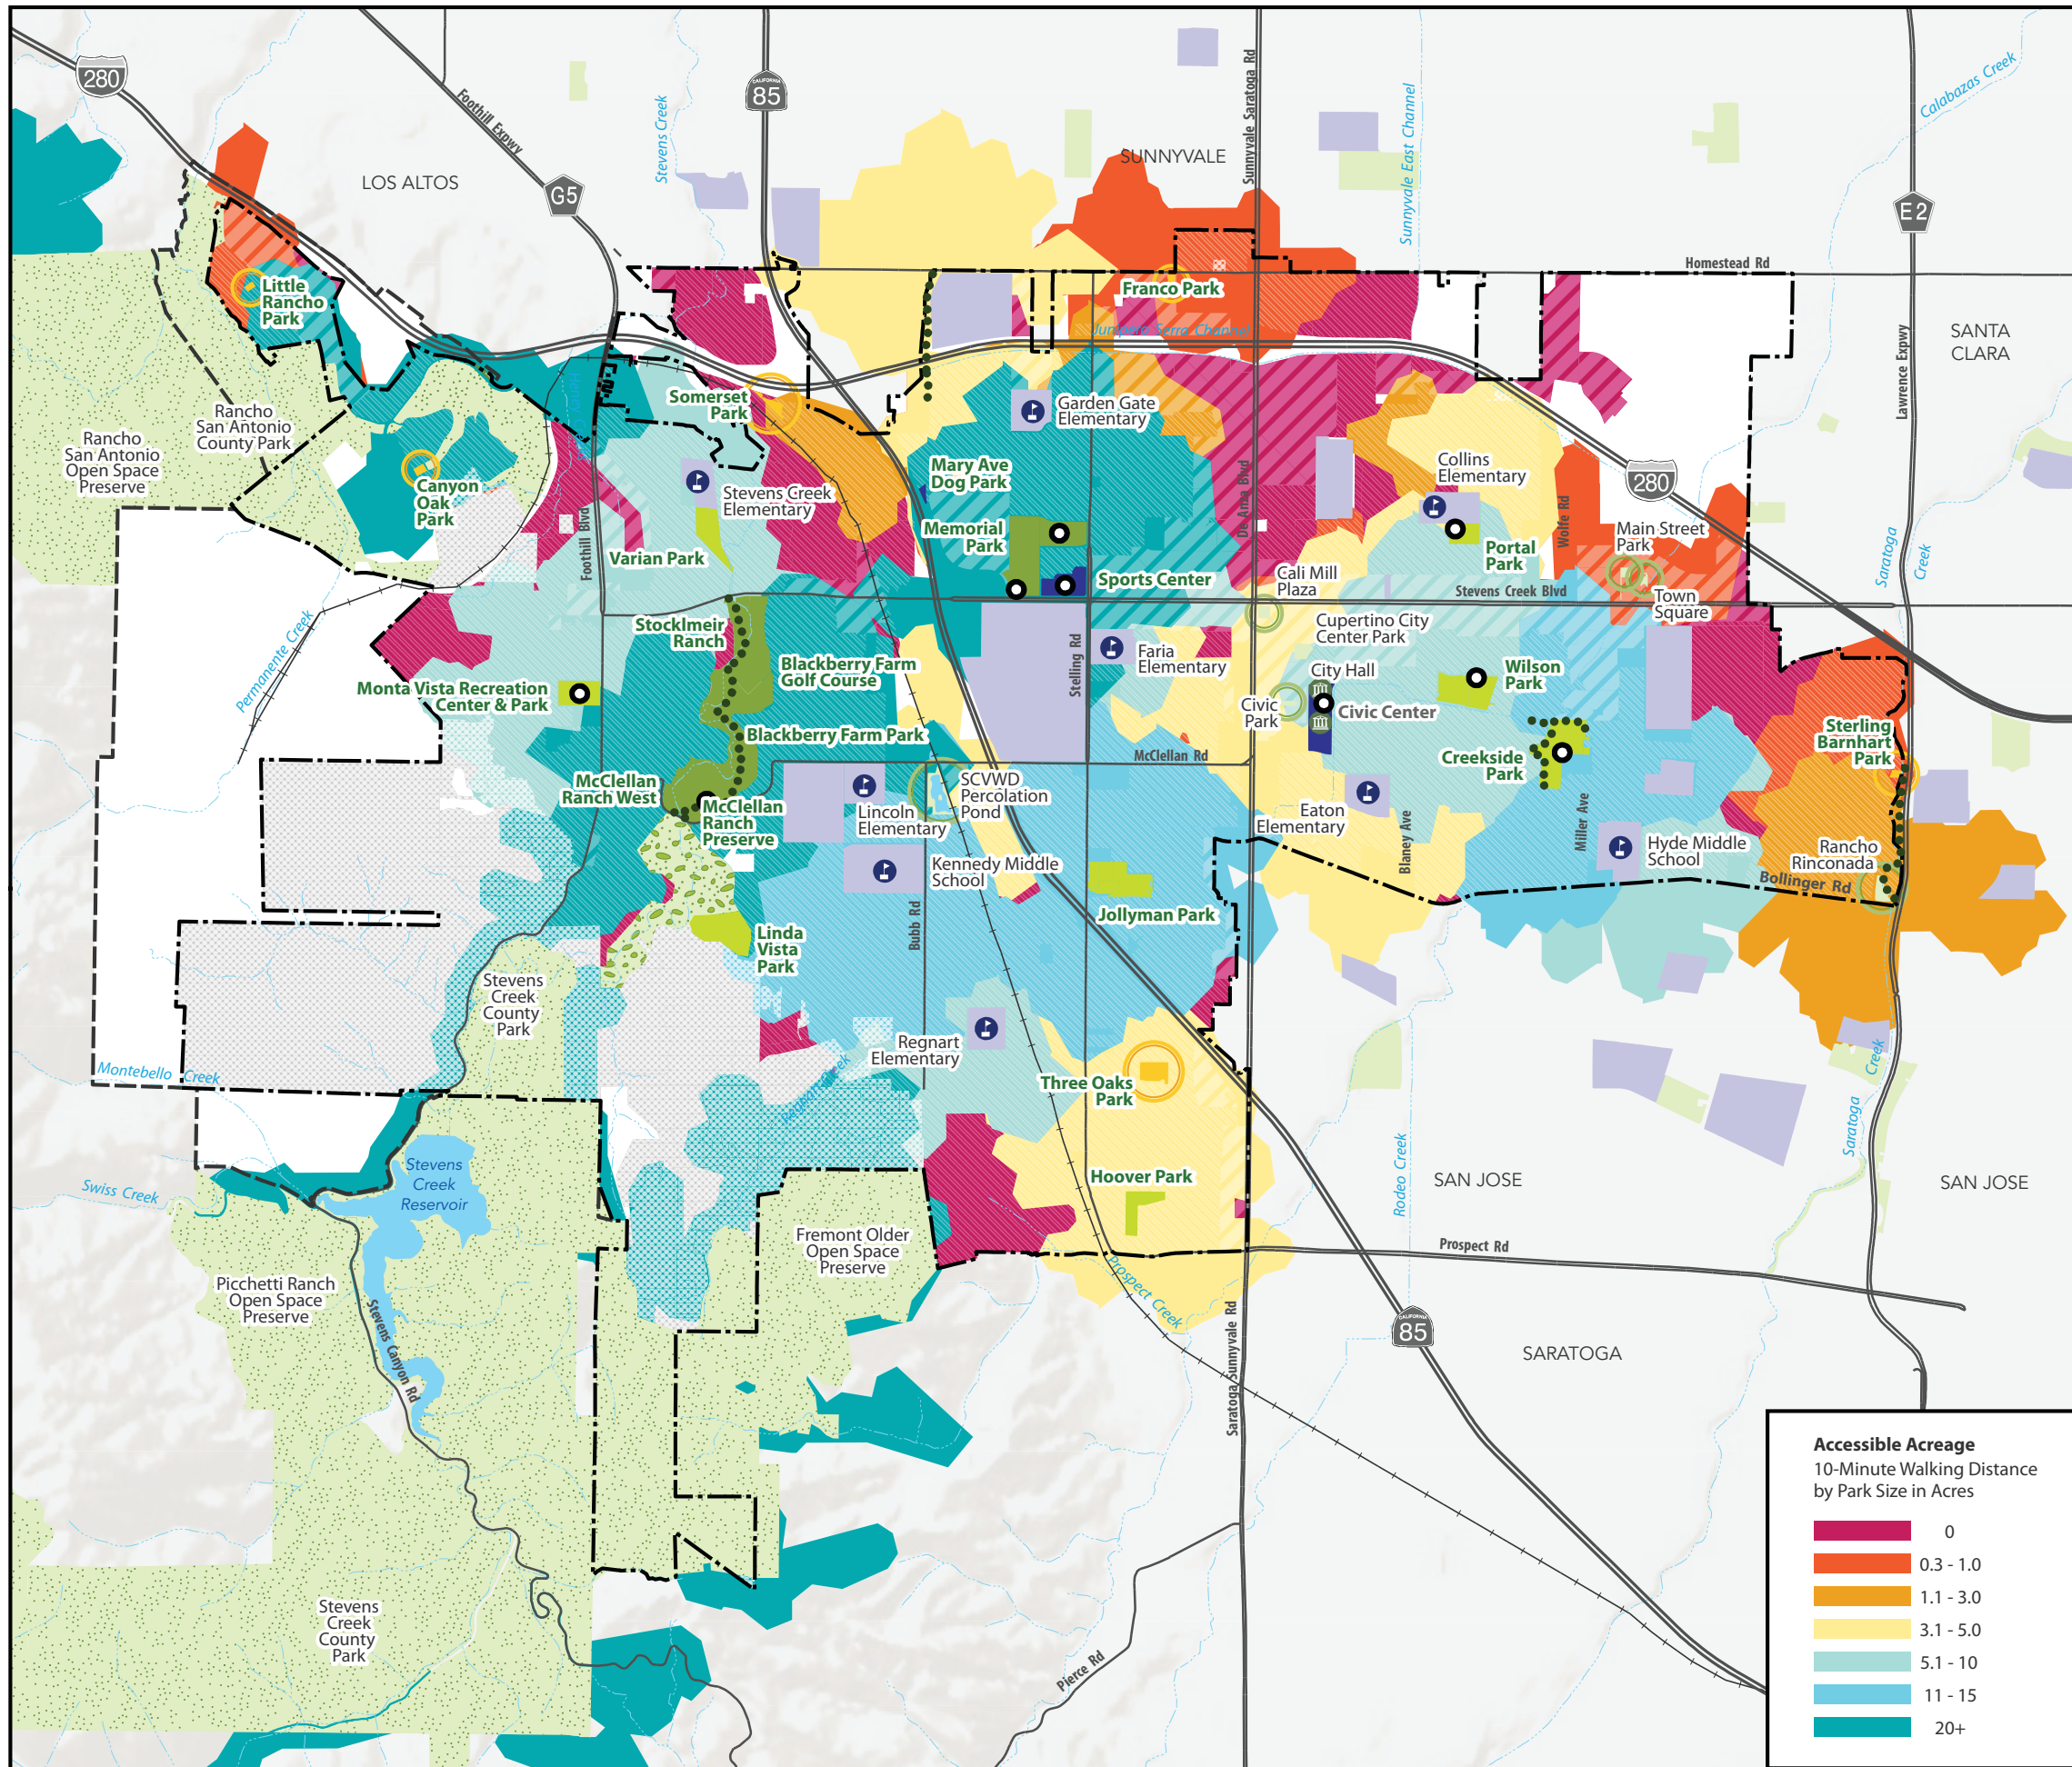 280
Foothill Expwy
LOS ALTOS
G5
Stevens Creek
CALIFORNIA
85
SUNNYVALE
Sunnyvale Saratoga Rd
Sunnyvale East Channel
Calabazas Creek
E2
Homestead Rd
SANTA
CLARA
Lawrence Expwy
Little
Rancho
Park
Franco Park
Junipero Serra Channel
Rancho
San Antonio
County Park
Rancho
San Antonio
Open Space
Preserve
Somerset
Park
Garden Gate
Elementary
Canyon
Oak
Park
Mary Ave
Dog Park
Stevens Creek
Elementary
Memorial
Park
Collins
Elementary
280
De Anza Blvd
Wolfe Rd
Main Street
Park
Foothill Blvd
Varian Park
Sports Center
Portal
Park
Cali Mill
Plaza
Stevens Creek Blvd
Town
Square
Saratoga
Creek
Permanente Creek
Stocklmeir
Ranch
Blackberry Farm
Golf Course
Stelling Rd
Faria
Elementary
Cupertino City
Center Park
City Hall
Wilson
Park
Monta Vista Recreation
Center & Park
Civic
Park
Civic Center
Blackberry Farm Park
McClellan Rd
Creekside
Park
Sterling
Barnhart
Park
McClellan
Ranch West
McClellan
Ranch
Preserve
Lincoln
Elementary
SCVWD
Percolation
Pond
Eaton
Elementary
Blaney Ave
Miller Ave
Hyde Middle
School
Rancho
Rinconada
Bollinger Rd
Kennedy Middle
School
Bubb Rd
Jollyman Park
Linda
Vista
Park
Stevens
Creek
County
Park
Regnart
Elementary
Regnart Creek
Montebello Creek
Three Oaks
Park
Saratoga
Creek
Stevens
Creek
Reservoir
Swiss Creek
Hoover Park
Rodeo Creek
SAN JOSE
SAN JOSE
Fremont Older
Open Space
Preserve
Prospect Rd
Prospect Creek
Picchetti Ranch
Open Space
Preserve
Stevens Canyon Rd
Saratoga Sunnyvale Rd
CALIFORNIA
85
SARATOGA
Stevens
Creek
County
Park
Pierce Rd
Accessible Acreage
10-Minute Walking Distance
by Park Size in Acres
0
0.3 - 1.0
1.1 - 3.0
3.1 - 5.0
5.1 - 10
11 - 15
20+